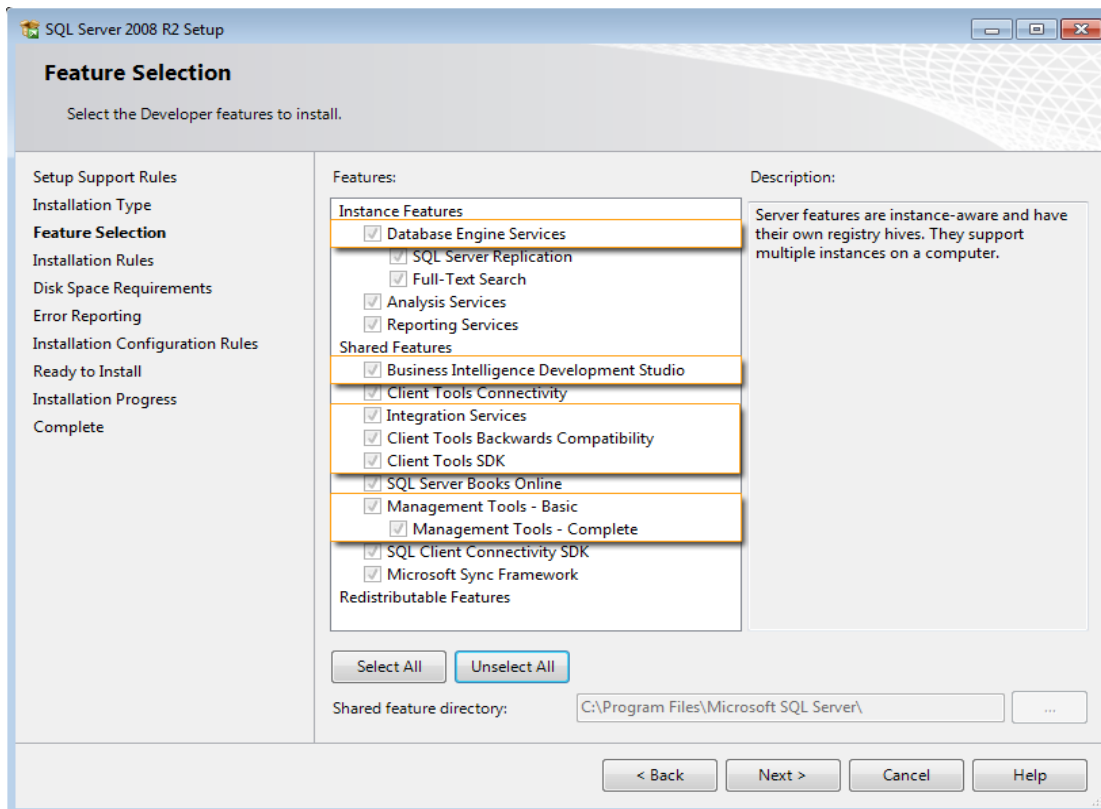 SQL Server 2008 R2 Setup
Feature Selection
Select the Developer features to install.
Setup Support Rules
Installation Type
Feature Selection
Installation Rules
Disk Space Requirements
Error Reporting
Installation Configuration Rules
Ready to Install
Installation Progress
Complete
Features:
Instance Features
Database Engine Services
SQL Server Replication
Full-Text Search
Analysis Services
Reporting Services
Shared Features
Business Intelligence Development Studio
Client Tools Connectivity
Integration Services
Client Tools Backwards Compatibility
Client Tools SDK
SQL Server Books Online
Management Tools - Basic
Management Tools - Complete
SQL Client Connectivity SDK
Microsoft Sync Framework
Redistributable Features
Description:
Server features are instance-aware and have
their own registry hives. They support
multiple instances on a computer.
Select All
Unselect All
Shared feature directory:
C:\Program Files\Microsoft SQL Server\
...
< Back
Next >
Cancel
Help